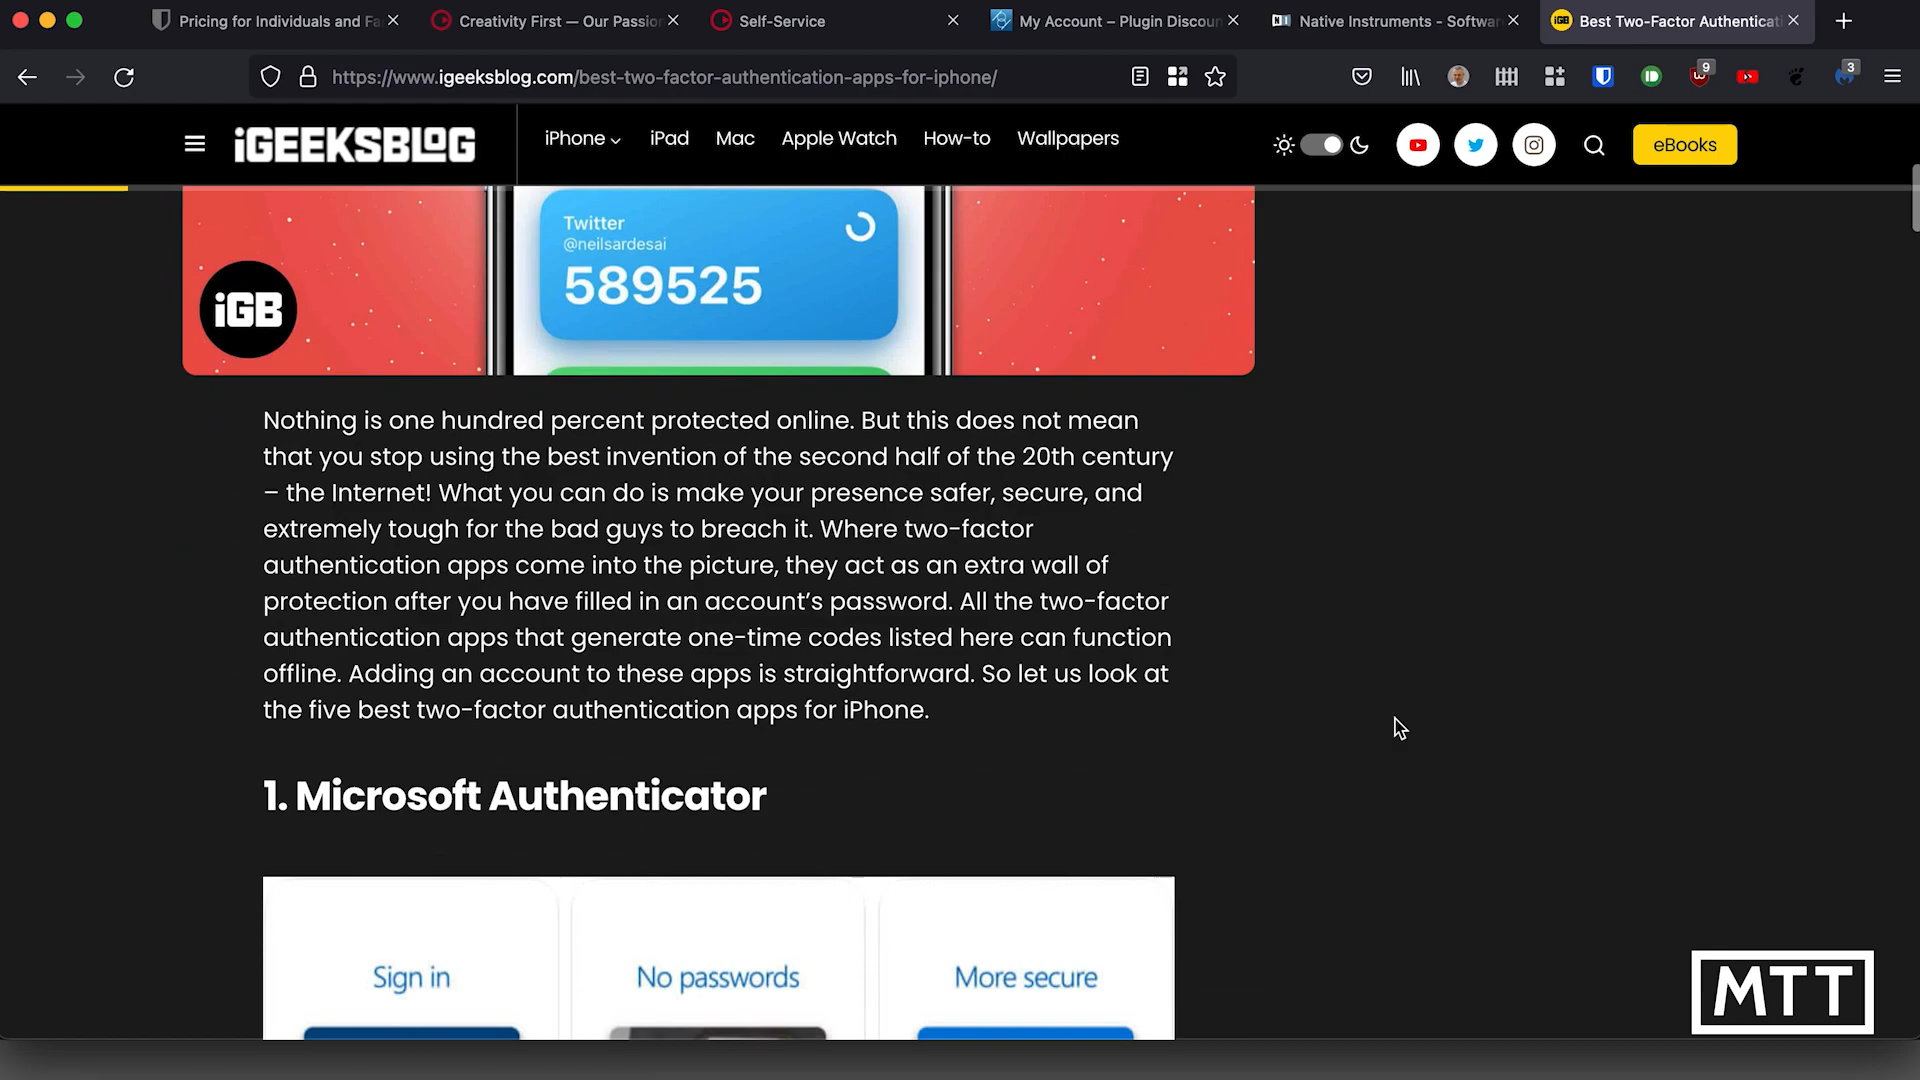 Pricing for Individuals and Fa
Creativity First — Our Passio
Self-Service
My Account – Plugin Discoun
Native Instruments - Softwar
Best Two-Factor Authenticati
https://www.igeeksblog.com/best-two-factor-authentication-apps-for-iphone/
9
3
iGEEKSBLOG
iPhone
iPad
Mac
Apple Watch
How-to
Wallpapers
eBooks
Twitter
@neilsardesai
589525
iGB
Nothing is one hundred percent protected online. But this does not mean
that you stop using the best invention of the second half of the 20th century
– the Internet! What you can do is make your presence safer, secure, and
extremely tough for the bad guys to breach it. Where two-factor
authentication apps come into the picture, they act as an extra wall of
protection after you have filled in an account’s password. All the two-factor
authentication apps that generate one-time codes listed here can function
offline. Adding an account to these apps is straightforward. So let us look at
the five best two-factor authentication apps for iPhone.
1. Microsoft Authenticator
Sign in
No passwords
More secure
MTT